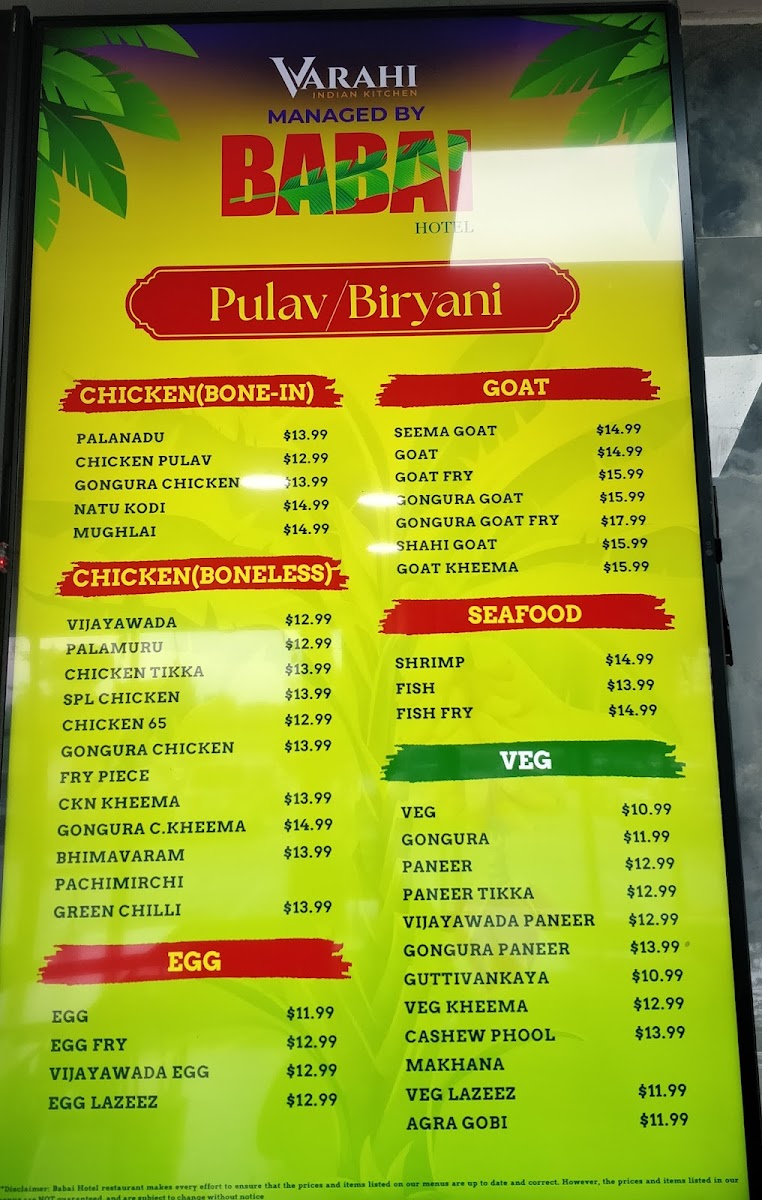 VARAHI
INDIAN KITCHEN
MANAGED BY
BABAI
HOTEL
Pulav/Biryani
CHICKEN(BONE-IN)
PALANADU $13.99
CHICKEN PULAV $12.99
GONGURA CHICKEN $13.99
NATU KODI $14.99
MUGHLAI $14.99
CHICKEN(BONELESS)
VIJAYAWADA $12.99
PALAMURU $12.99
CHICKEN TIKKA $13.99
SPL CHICKEN $13.99
CHICKEN 65 $12.99
GONGURA CHICKEN $13.99
FRY PIECE
CKN KHEEMA $13.99
GONGURA C.KHEEMA $14.99
BHIMAVARAM $13.99
PACHIMIRCHI
GREEN CHILLI $13.99
EGG
EGG $11.99
EGG FRY $12.99
VIJAYAWADA EGG $12.99
EGG LAZEEZ $12.99
GOAT
SEEMA GOAT $14.99
GOAT $14.99
GOAT FRY $15.99
GONGURA GOAT $15.99
GONGURA GOAT FRY $17.99
SHAHI GOAT $15.99
GOAT KHEEMA $15.99
SEAFOOD
SHRIMP $14.99
FISH $13.99
FISH FRY $14.99
VEG
VEG $10.99
GONGURA $11.99
PANEER $12.99
PANEER TIKKA $12.99
VIJAYAWADA PANEER $12.99
GONGURA PANEER $13.99
GUTTIVANKAYA $10.99
VEG KHEEMA $12.99
CASHEW PHOOL $13.99
MAKHANA
VEG LAZEEZ $11.99
AGRA GOBI $11.99
*Disclaimer: Babai Hotel restaurant makes every effort to ensure that the prices and items listed on our menus are up to date and correct. However, the prices and items listed in our
are NOT guaranteed, and are subject to change without notice